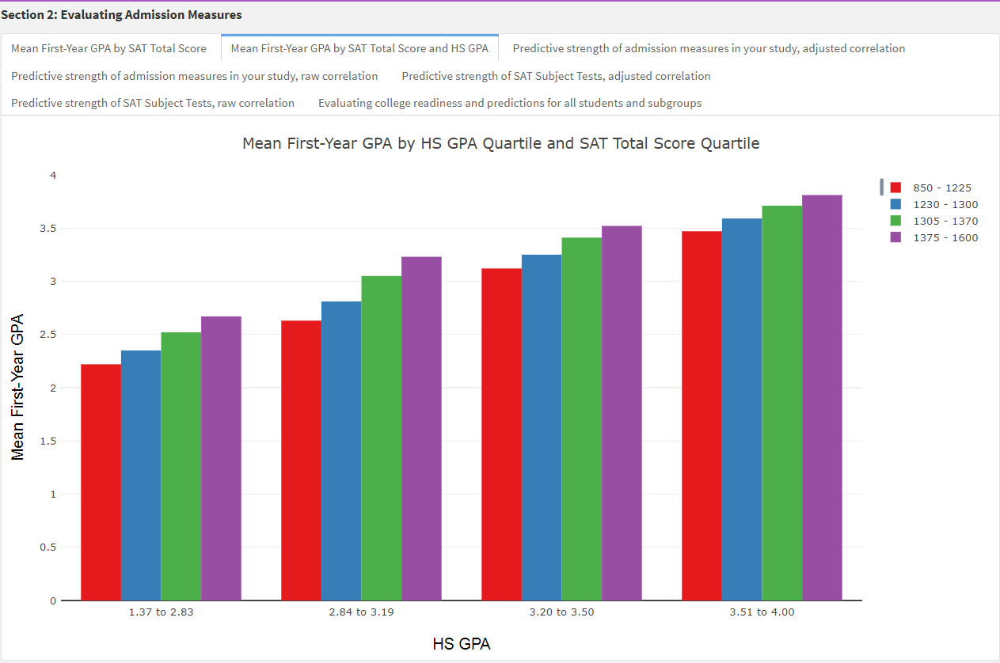 Section 2: Evaluating Admission Measures
Mean First-Year GPA by SAT Total Score
Mean First-Year GPA by SAT Total Score and HS GPA
Predictive strength of admission measures in your study, adjusted correlation
Predictive strength of admission measures in your study, raw correlation
Predictive strength of SAT Subject Tests, adjusted correlation
Predictive strength of SAT Subject Tests, raw correlation
Evaluating college readiness and predictions for all students and subgroups
Mean First-Year GPA by HS GPA Quartile and SAT Total Score Quartile
850 - 1225
1230 - 1300
1305 - 1370
1375 - 1600
Mean First-Year GPA
4
3.5
3
2.5
2
1.5
1
0.5
0
1.37 to 2.83
2.84 to 3.19
3.20 to 3.50
3.51 to 4.00
HS GPA